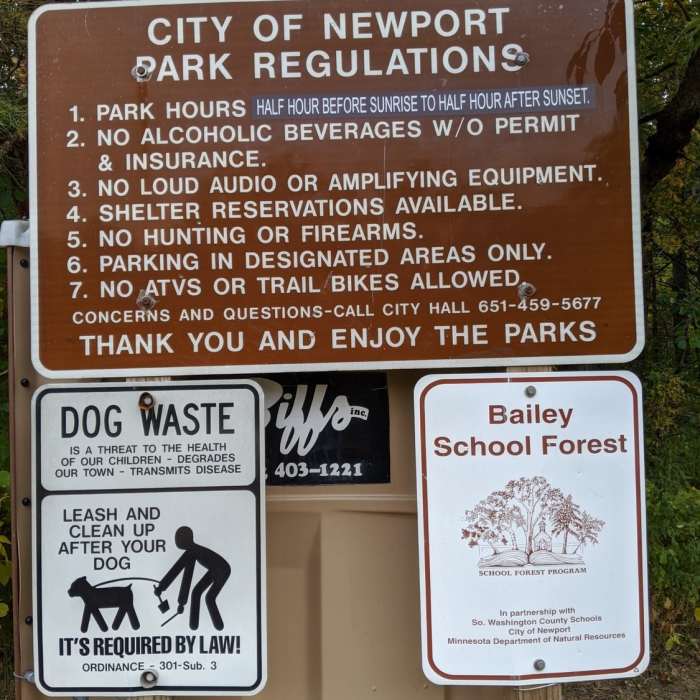 CITY OF NEWPORT
PARK REGULATIONS
1. PARK HOURS HALF HOUR BEFORE SUNRISE TO HALF HOUR AFTER SUNSET.
2. NO ALCOHOLIC BEVERAGES W/O PERMIT
& INSURANCE.
3. NO LOUD AUDIO OR AMPLIFYING EQUIPMENT.
4. SHELTER RESERVATIONS AVAILABLE.
5. NO HUNTING OR FIREARMS.
6. PARKING IN DESIGNATED AREAS ONLY.
7. NO ATVS OR TRAIL BIKES ALLOWED.
CONCERNS AND QUESTIONS-CALL CITY HALL 651-459-5677
THANK YOU AND ENJOY THE PARKS
DOG WASTE
IS A THREAT TO THE HEALTH
OF OUR CHILDREN - DEGRADES
OUR TOWN - TRANSMITS DISEASE
LEASH AND
CLEAN UP
AFTER YOUR
DOG
IT'S REQUIRED BY LAW!
ORDINANCE - 301-Sub. 3
Biffs inc.
403-1221
Bailey
School Forest
SCHOOL FOREST PROGRAM
In partnership with
So. Washington County Schools
City of Newport
Minnesota Department of Natural Resources